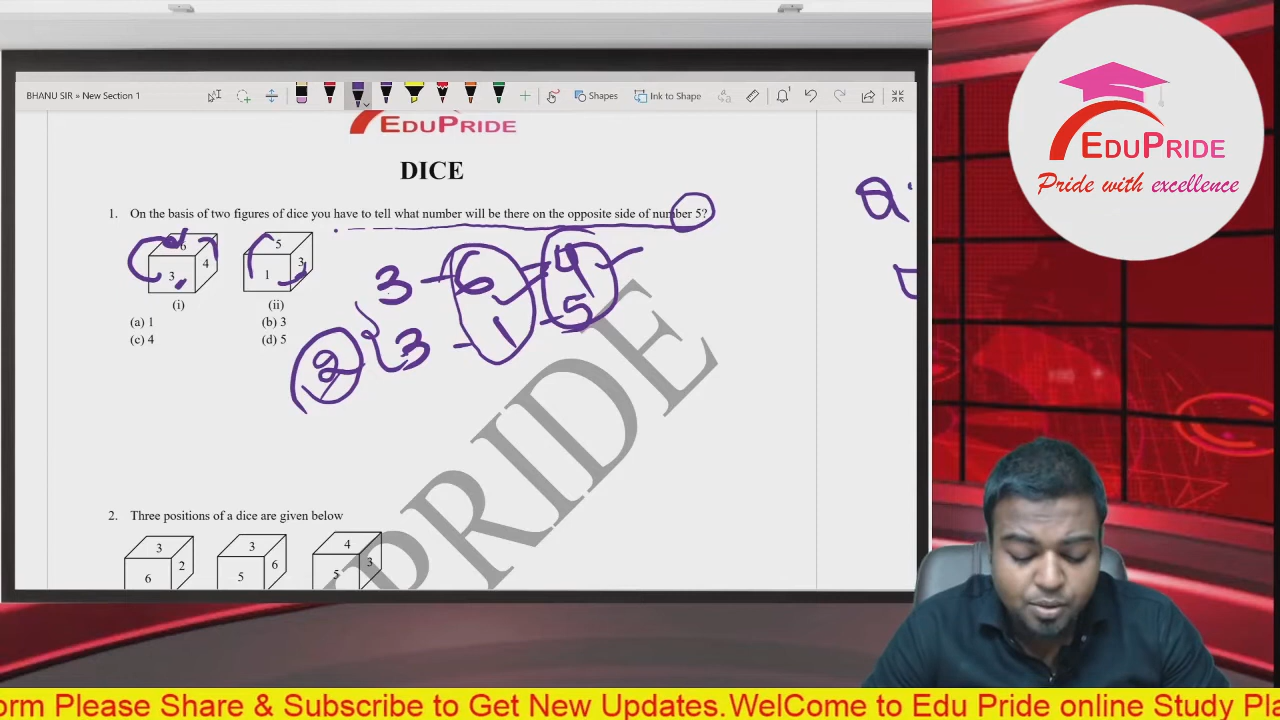 BHANU SIR » New Section 1
Shapes
Ink to Shape
EDUPRIDE
DICE
1. On the basis of two figures of dice you have to tell what number will be there on the opposite side of number 5?
6
3
4
5
1
3
(i)
(ii)
(a) 1
(b) 3
(c) 4
(d) 5
3 - 6 - 4
3 - 1 - 5
2
2. Three positions of a dice are given below
3
6
2
3
5
6
4
5
3
PRIDE
EDUPRIDE
Pride with excellence
orm Please Share & Subscribe to Get New Updates.WelCome to Edu Pride online Study Pla